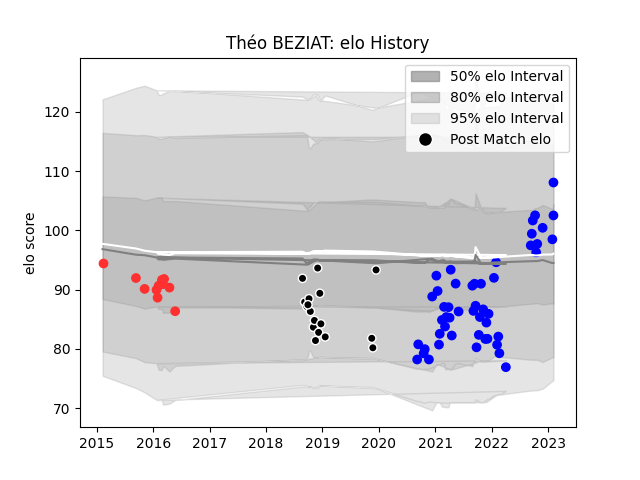 Théo BEZIAT: elo History
50% elo Interval
80% elo Interval
95% elo Interval
Post Match elo
elo score
120
110
100
90
80
70
2015 2016 2017 2018 2019 2020 2021 2022 2023